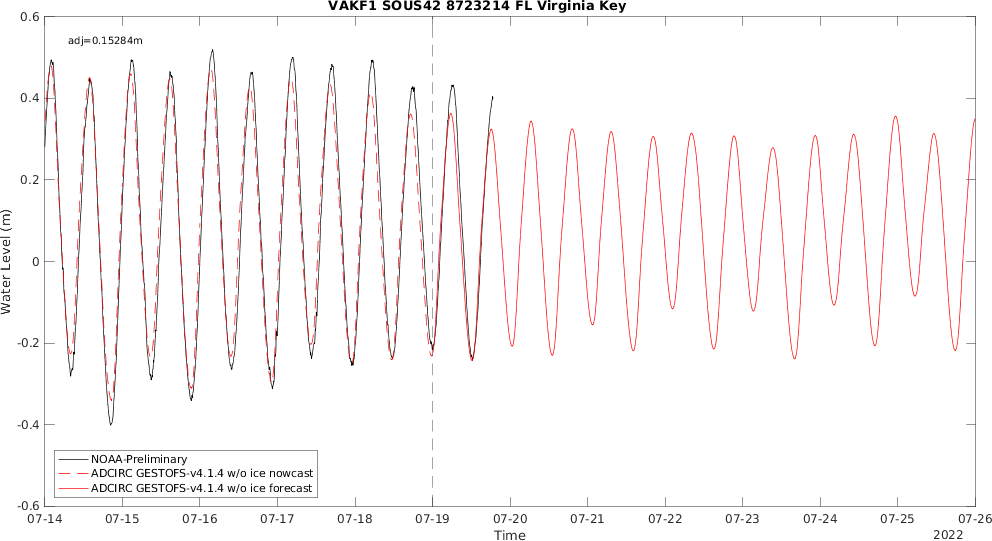 VAKF1 SOUS42 8723214 FL Virginia Key
adj=0.15284m
0.6
0.4
0.2
0
-0.2
-0.4
-0.6
Water Level (m)
NOAA-Preliminary
ADCIRC GESTOFS-v4.1.4 w/o ice nowcast
ADCIRC GESTOFS-v4.1.4 w/o ice forecast
07-14 07-15 07-16 07-17 07-18 07-19 07-20 07-21 07-22 07-23 07-24 07-25 07-26
Time
2022